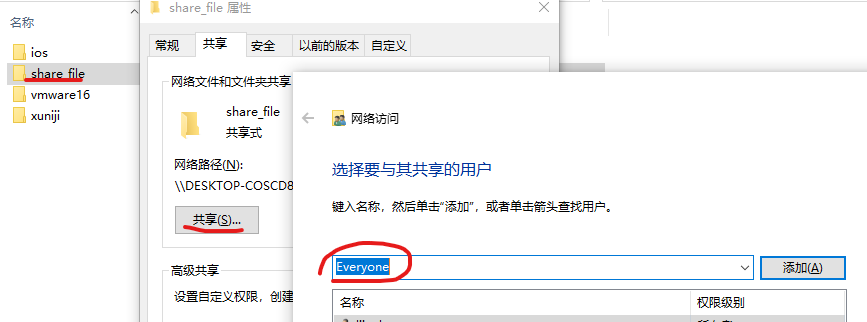 名称
ios
share_file
vmware16
xuniji
share_file 属性
常规
共享
安全
以前的版本
自定义
网络文件和文件夹共享
share_file
共享式
网络路径(N):
\\DESKTOP-COSCD8
共享(S)...
高级共享
设置自定义权限，创建
网络访问
选择要与其共享的用户
键入名称，然后单击"添加"，或者单击箭头查找用户。
Everyone
添加(A)
名称
权限级别